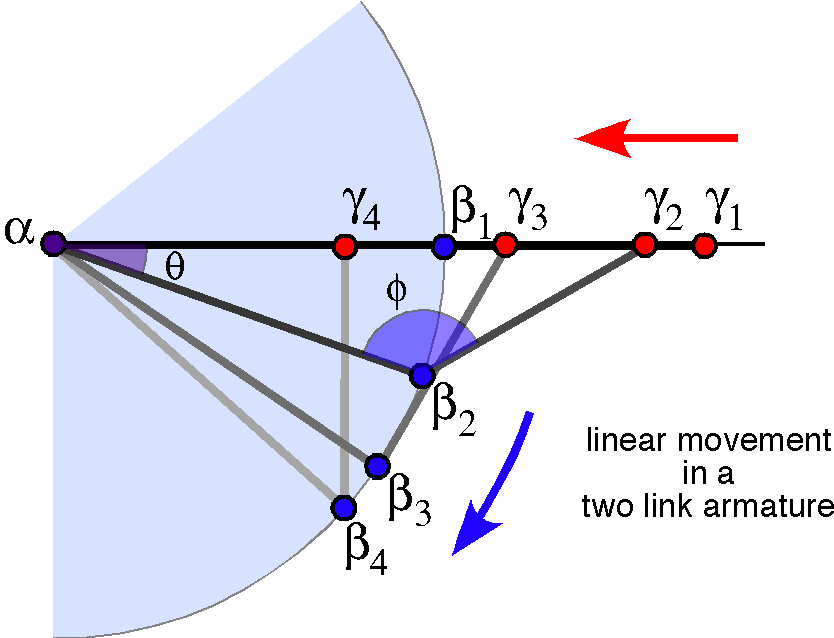 α
γ4
β1
γ3
γ2
γ1
θ
ϕ
β2
β3
β4
linear movement
in a
two link armature